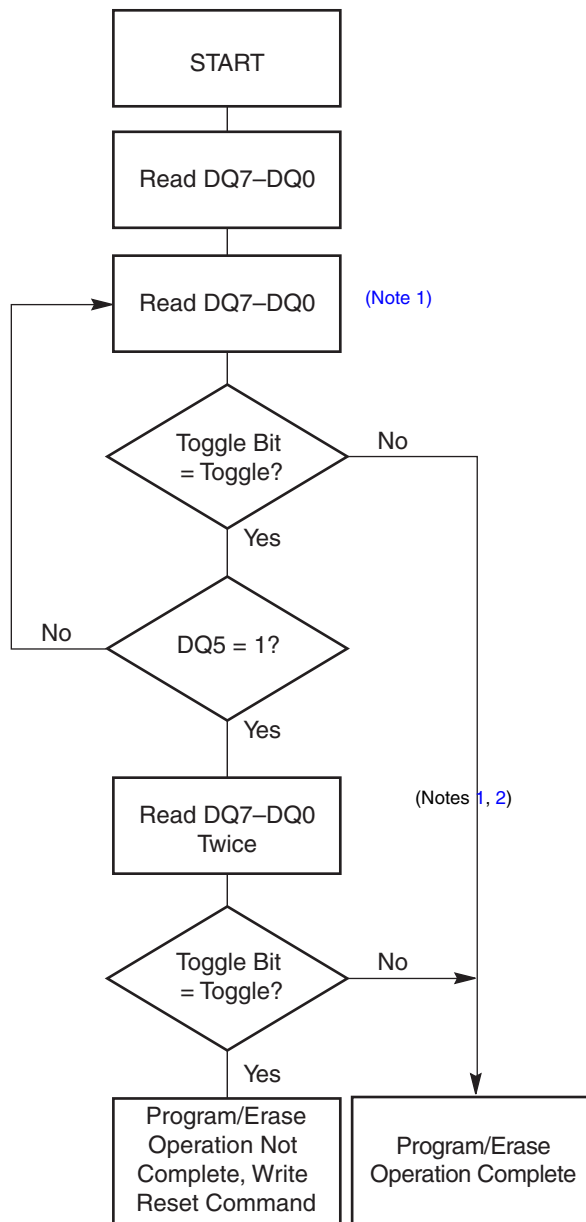 START
Read DQ7–DQ0
Read DQ7–DQ0
(Note 1)
Toggle Bit
= Toggle?
No
Yes
DQ5 = 1?
No
Yes
(Notes 1, 2)
Read DQ7–DQ0
Twice
Toggle Bit
= Toggle?
No
Yes
Program/Erase
Operation Not
Complete, Write
Reset Command
Program/Erase
Operation Complete